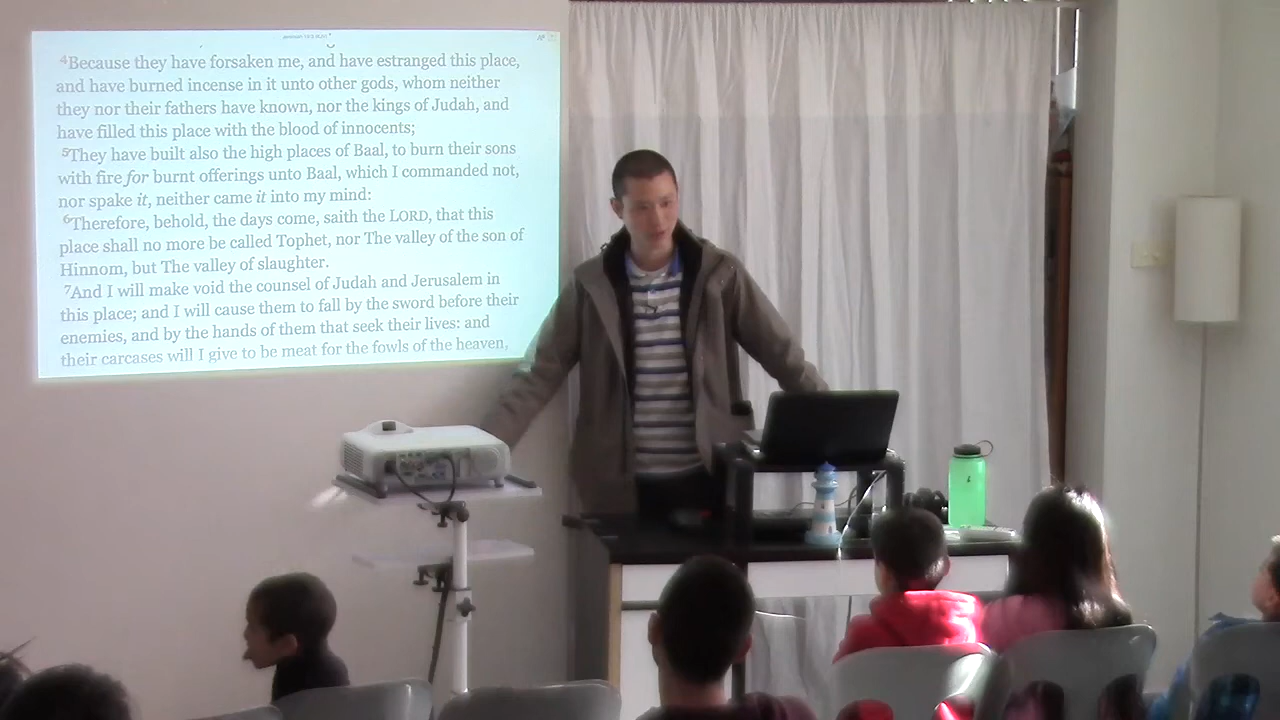 ⁴Because they have forsaken me, and have estranged this place,
and have burned incense in it unto other gods, whom neither
they nor their fathers have known, nor the kings of Judah, and
have filled this place with the blood of innocents;
⁵They have built also the high places of Baal, to burn their sons
with fire for burnt offerings unto Baal, which I commanded not,
nor spake it, neither came it into my mind:
⁶Therefore, behold, the days come, saith the LORD, that this
place shall no more be called Tophet, nor The valley of the son of
Hinnom, but The valley of slaughter.
⁷And I will make void the counsel of Judah and Jerusalem in
this place; and I will cause them to fall by the sword before their
enemies, and by the hands of them that seek their lives: and
their carcases will I give to be meat for the fowls of the heaven,